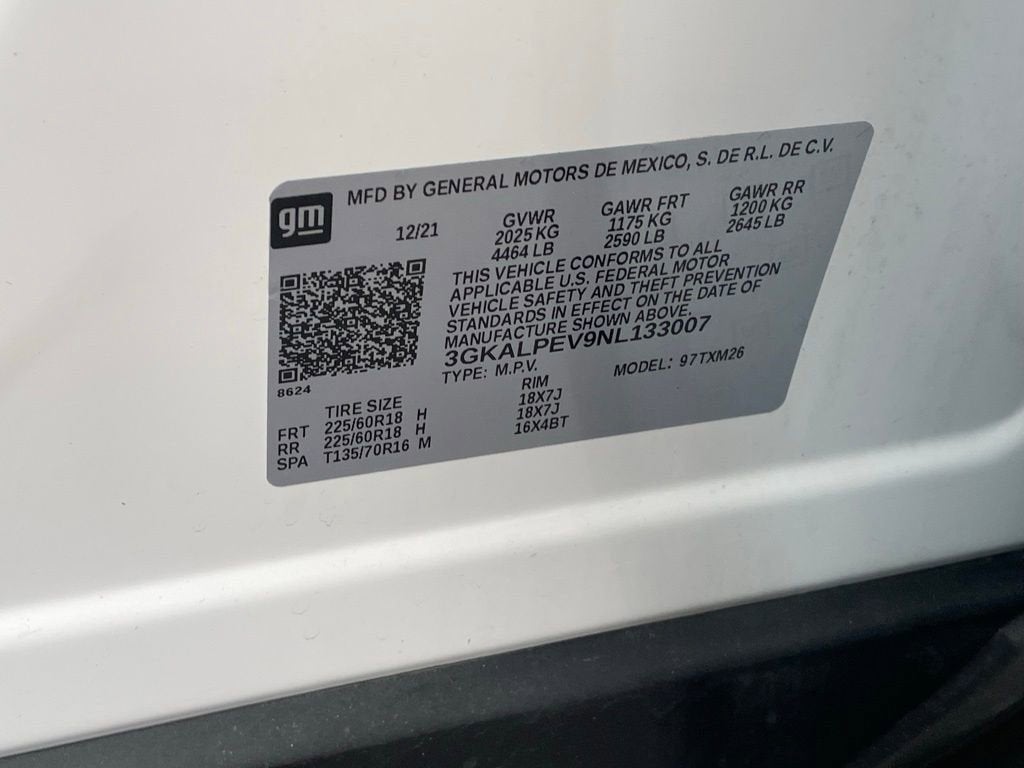 gm
MFD BY GENERAL MOTORS DE MEXICO, S. DE R.L. DE C.V.
12/21 GVWR GAWR FRT GAWR RR
2025 KG 1175 KG 1200 KG
4464 LB 2590 LB 2645 LB
THIS VEHICLE CONFORMS TO ALL
APPLICABLE U.S. FEDERAL MOTOR
VEHICLE SAFETY AND THEFT PREVENTION
STANDARDS IN EFFECT ON THE DATE OF
MANUFACTURE SHOWN ABOVE.
3GKALPEV9NL133007
TYPE: M.P.V. MODEL: 97TXM26
8624
TIRE SIZE RIM
FRT 225/60R18 H 18X7J
RR 225/60R18 H 18X7J
SPA T135/70R16 M 16X4BT